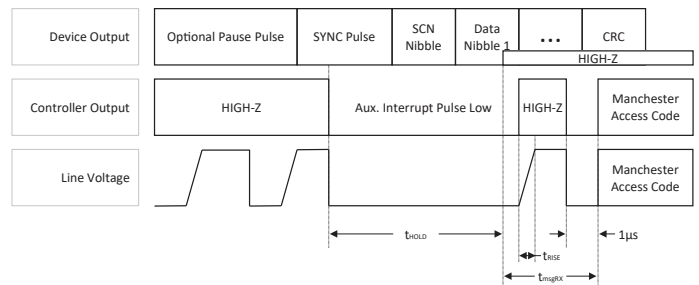 Device Output
Optional Pause Pulse
SYNC Pulse
SCN
Nibble
Data
Nibble 1
...
CRC
HIGH-Z
Controller Output
HIGH-Z
Aux. Interrupt Pulse Low
HIGH-Z
Manchester
Access Code
Line Voltage
Manchester
Access Code
tHOLD
1µs
tRISE
tmsgRX